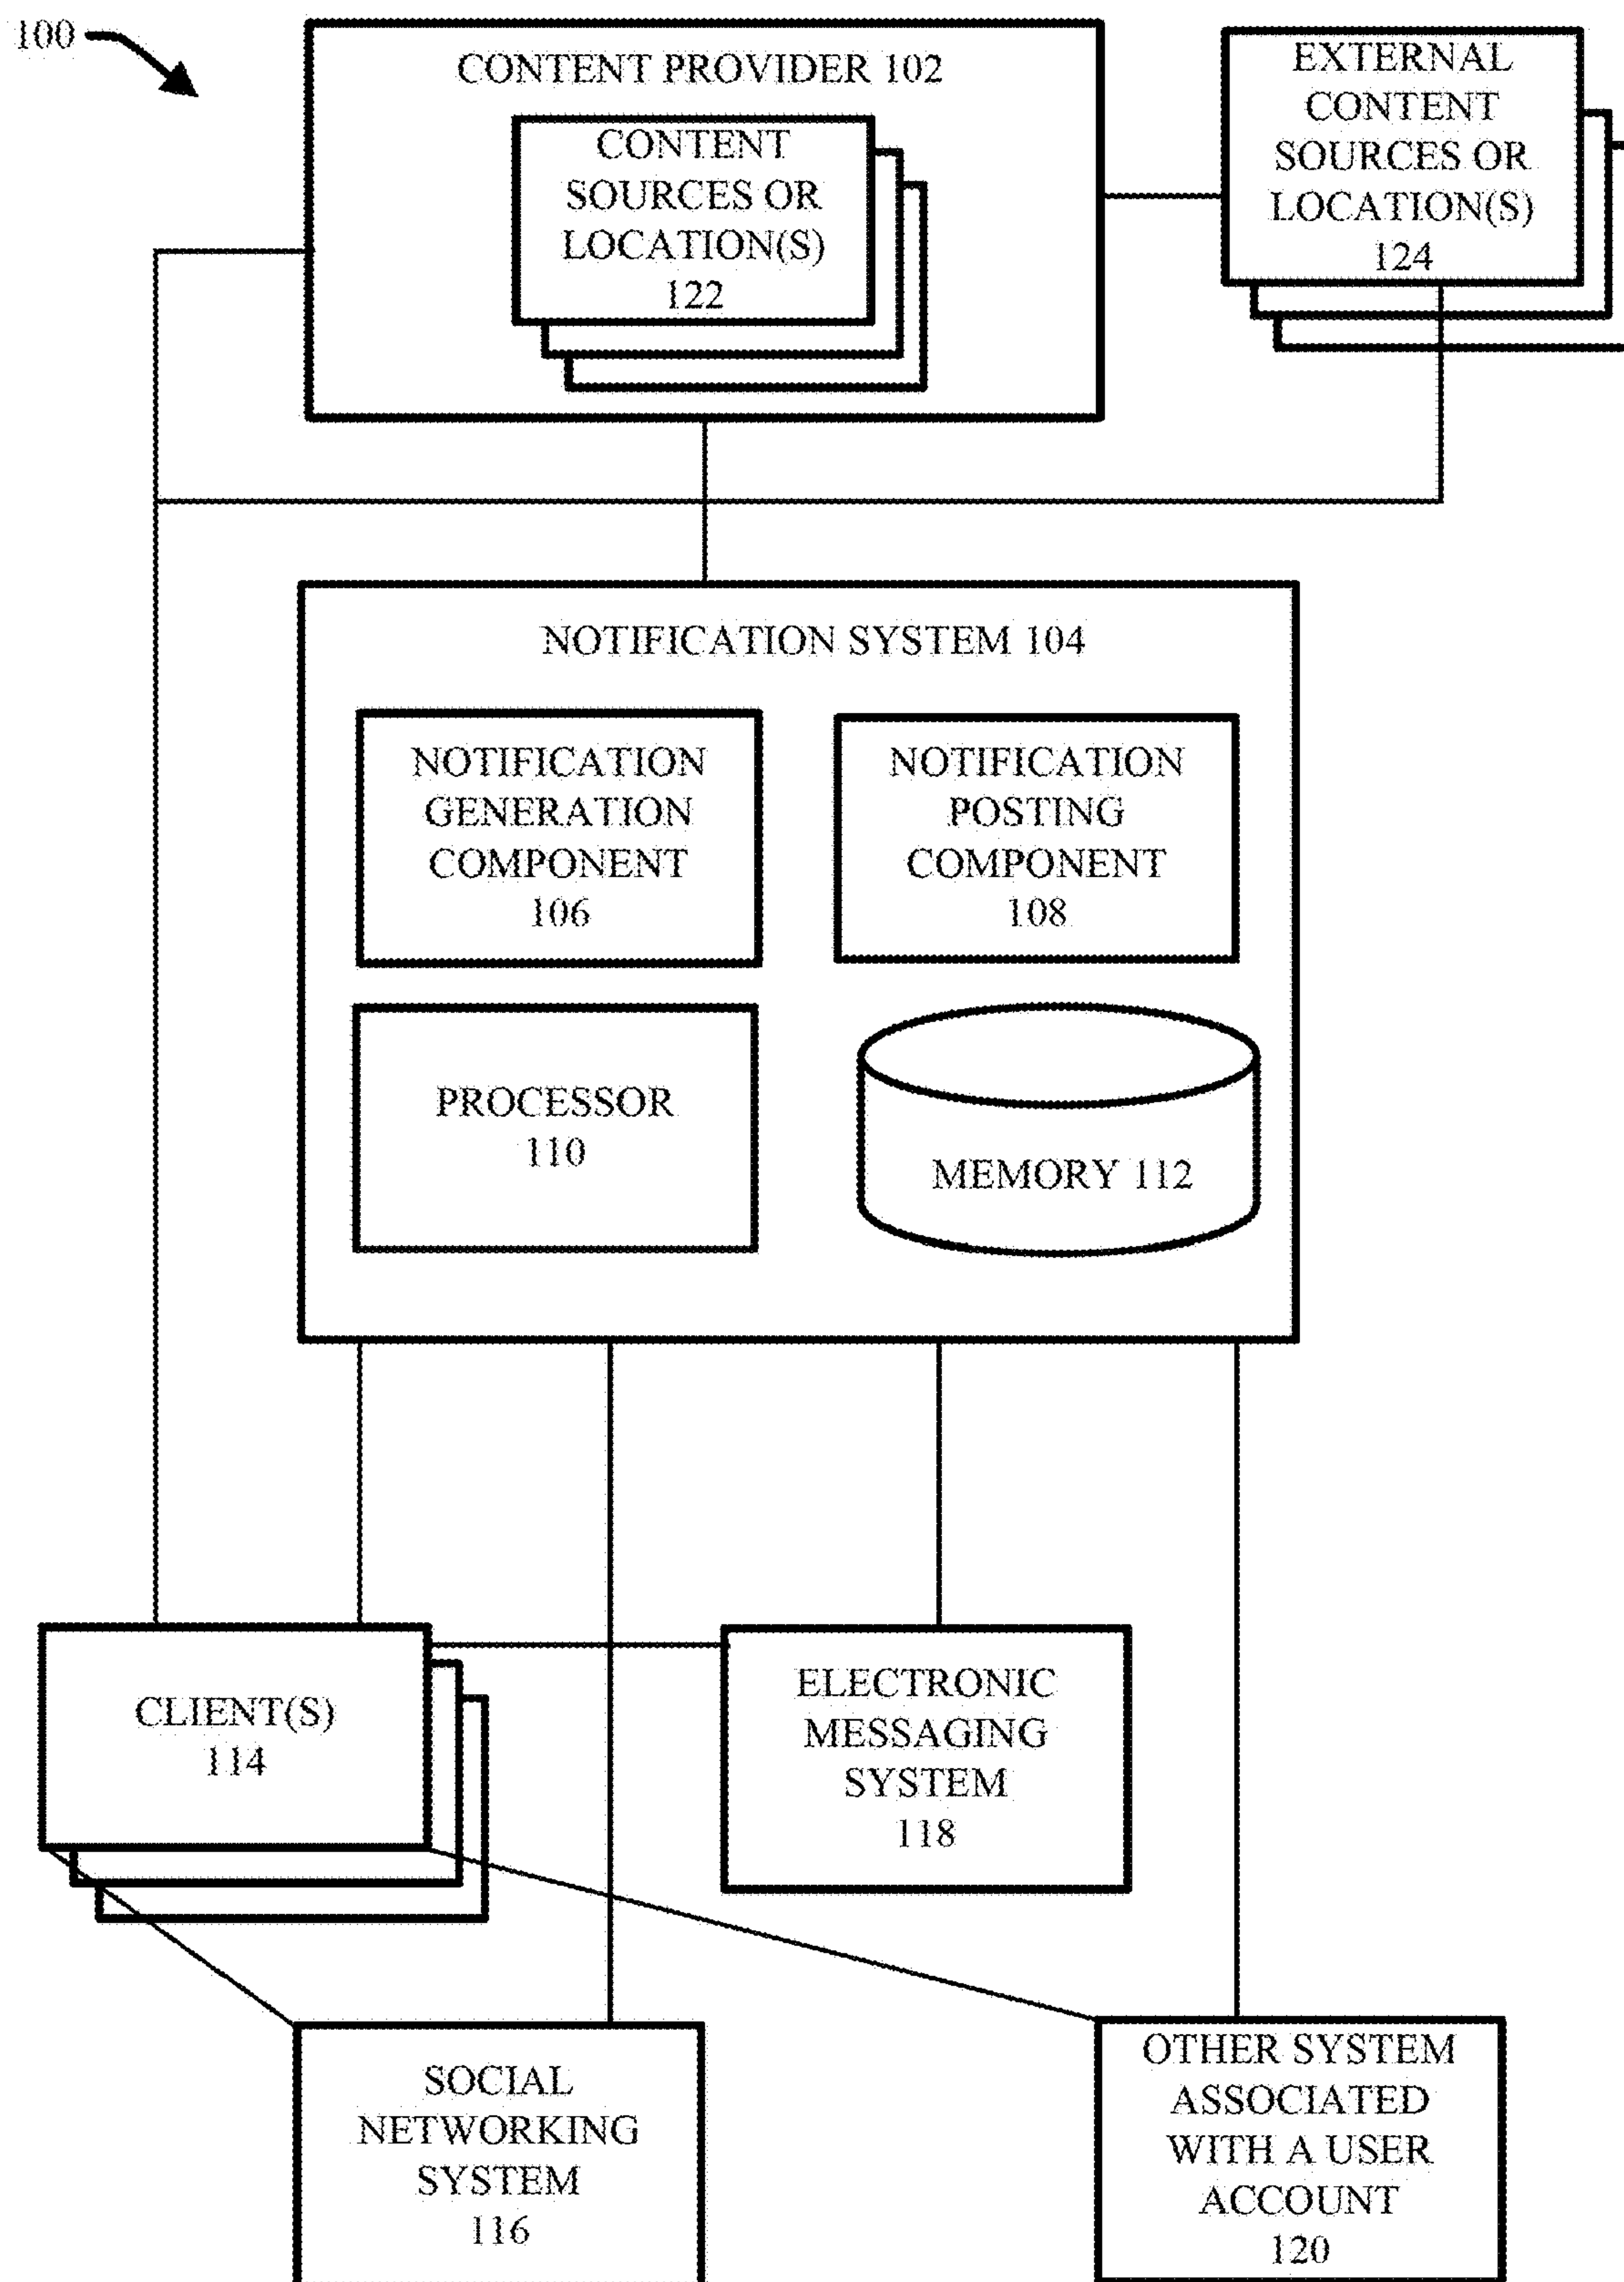 100
CONTENT PROVIDER 102
CONTENT
SOURCES OR
LOCATION(S)
122
EXTERNAL
CONTENT
SOURCES OR
LOCATION(S)
124
NOTIFICATION SYSTEM 104
NOTIFICATION
GENERATION
COMPONENT
106
NOTIFICATION
POSTING
COMPONENT
108
PROCESSOR
110
MEMORY 112
CLIENT(S)
114
ELECTRONIC
MESSAGING
SYSTEM
118
SOCIAL
NETWORKING
SYSTEM
116
OTHER SYSTEM
ASSOCIATED
WITH A USER
ACCOUNT
120